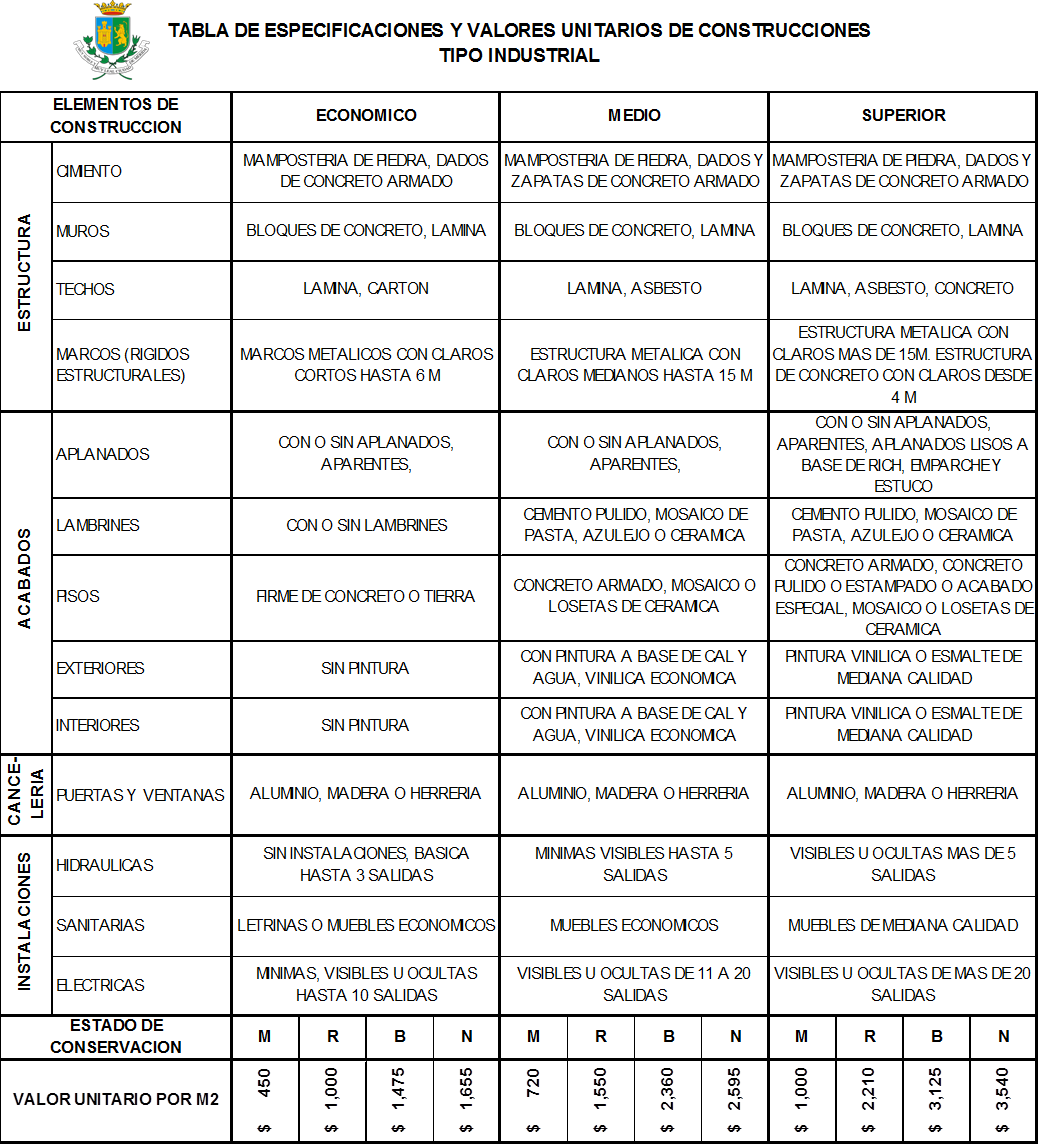 TABLA DE ESPECIFICACIONES Y VALORES UNITARIOS DE CONSTRUCCIONES
TIPO INDUSTRIAL
ELEMENTOS DE
CONSTRUCCION
ECONOMICO
MEDIO
SUPERIOR
ESTRUCTURA
CIMIENTO
MAMPOSTERIA DE PIEDRA, DADOS
DE CONCRETO ARMADO
MAMPOSTERIA DE PIEDRA, DADOS Y
ZAPATAS DE CONCRETO ARMADO
MAMPOSTERIA DE PIEDRA, DADOS Y
ZAPATAS DE CONCRETO ARMADO
MUROS
BLOQUES DE CONCRETO, LAMINA
BLOQUES DE CONCRETO, LAMINA
BLOQUES DE CONCRETO, LAMINA
TECHOS
LAMINA, CARTON
LAMINA, ASBESTO
LAMINA, ASBESTO, CONCRETO
MARCOS (RIGIDOS
ESTRUCTURALES)
MARCOS METALICOS CON CLAROS
CORTOS HASTA 6 M
ESTRUCTURA METALICA CON
CLAROS MEDIANOS HASTA 15 M
ESTRUCTURA METALICA CON
CLAROS MAS DE 15M. ESTRUCTURA
DE CONCRETO CON CLAROS DESDE
4 M
ACABADOS
APLANADOS
CON O SIN APLANADOS,
APARENTES,
CON O SIN APLANADOS,
APARENTES,
CON O SIN APLANADOS,
APARENTES, APLANADOS LISOS A
BASE DE RICH, EMPARCHE Y
ESTUCO
LAMBRINES
CON O SIN LAMBRINES
CEMENTO PULIDO, MOSAICO DE
PASTA, AZULEJO O CERAMICA
CEMENTO PULIDO, MOSAICO DE
PASTA, AZULEJO O CERAMICA
PISOS
FIRME DE CONCRETO O TIERRA
CONCRETO ARMADO, MOSAICO O
LOSETAS DE CERAMICA
CONCRETO ARMADO, CONCRETO
PULIDO O ESTAMPADO O ACABADO
ESPECIAL, MOSAICO O LOSETAS DE
CERAMICA
EXTERIORES
SIN PINTURA
CON PINTURA A BASE DE CAL Y
AGUA, VINILICA ECONOMICA
PINTURA VINILICA O ESMALTE DE
MEDIANA CALIDAD
INTERIORES
SIN PINTURA
CON PINTURA A BASE DE CAL Y
AGUA, VINILICA ECONOMICA
PINTURA VINILICA O ESMALTE DE
MEDIANA CALIDAD
CANCE-
LERIA
PUERTAS Y VENTANAS
ALUMINIO, MADERA O HERRERIA
ALUMINIO, MADERA O HERRERIA
ALUMINIO, MADERA O HERRERIA
INSTALACIONES
HIDRAULICAS
SIN INSTALACIONES, BASICA
HASTA 3 SALIDAS
MINIMAS VISIBLES HASTA 5
SALIDAS
VISIBLES U OCULTAS MAS DE 5
SALIDAS
SANITARIAS
LETRINAS O MUEBLES ECONOMICOS
MUEBLES ECONOMICOS
MUEBLES DE MEDIANA CALIDAD
ELECTRICAS
MINIMAS, VISIBLES U OCULTAS
HASTA 10 SALIDAS
VISIBLES U OCULTAS DE 11 A 20
SALIDAS
VISIBLES U OCULTAS DE MAS DE 20
SALIDAS
ESTADO DE
CONSERVACION
M R B N M R B N M R B N
VALOR UNITARIO POR M2
$ 450
$ 1,000
$ 1,475
$ 1,655
$ 720
$ 1,550
$ 2,360
$ 2,595
$ 1,000
$ 2,210
$ 3,125
$ 3,540